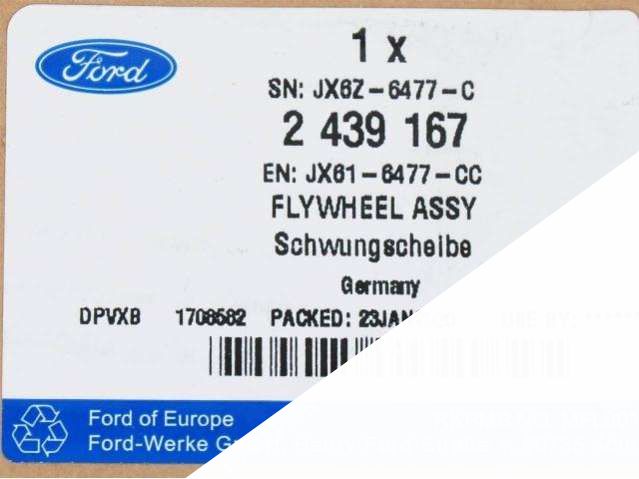 Ford
1 x
SN: JX6Z-6477-C
2 439 167
EN: JX61-6477-CC
FLYWHEEL ASSY
Schwungscheibe
Germany
DPVXB 1708582 PACKED: 23JAN
Ford of Europe
Ford-Werke